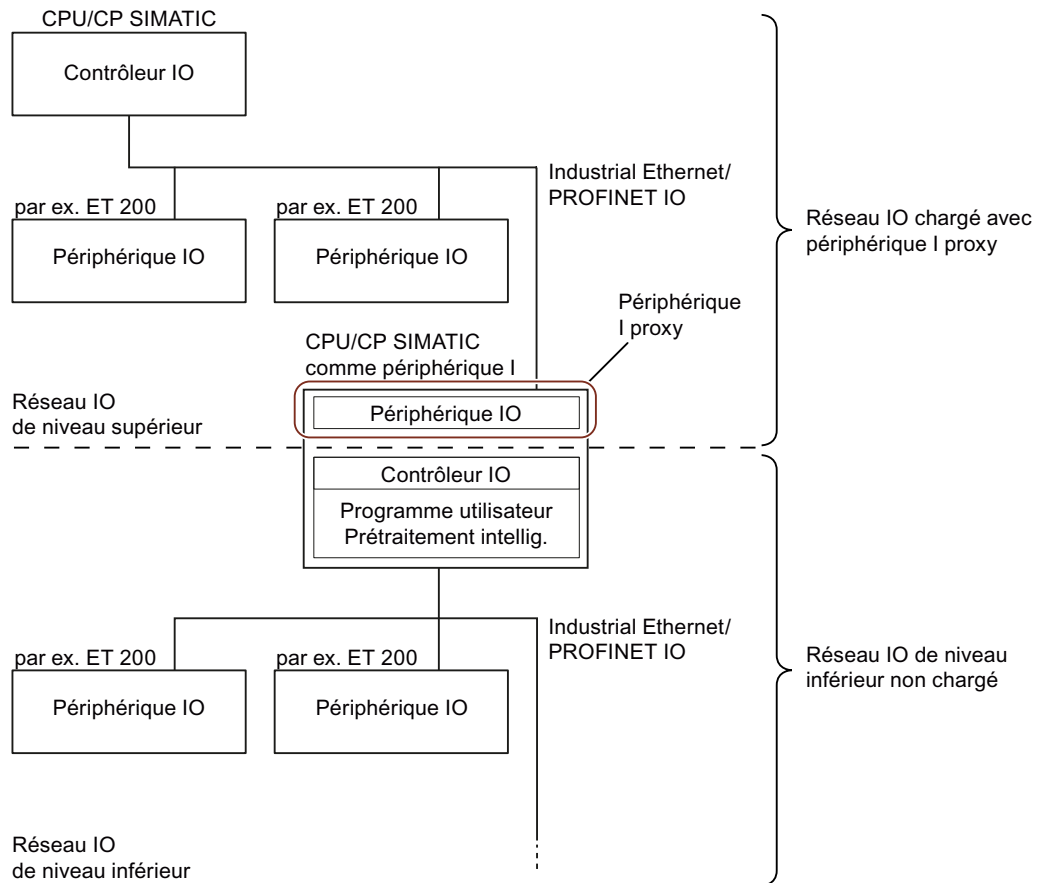 CPU/CP SIMATIC
Contrôleur IO
Industrial Ethernet/
PROFINET IO
par ex. ET 200
par ex. ET 200
Périphérique IO
Périphérique IO
Réseau IO chargé avec
périphérique I proxy
Périphérique
I proxy
CPU/CP SIMATIC
comme périphérique I
Périphérique IO
Réseau IO
de niveau supérieur
Contrôleur IO
Programme utilisateur
Prétraitement intellig.
Industrial Ethernet/
PROFINET IO
par ex. ET 200
par ex. ET 200
Périphérique IO
Périphérique IO
Réseau IO de niveau
inférieur non chargé
Réseau IO
de niveau inférieur